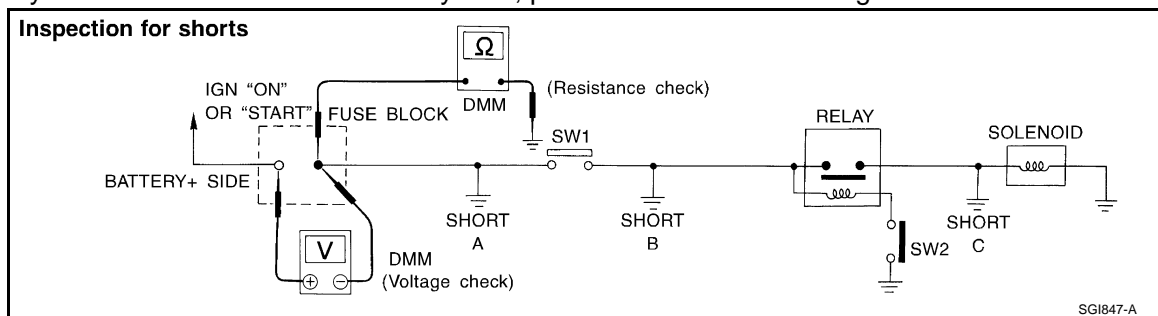 Inspection for shorts
IGN “ON”
OR “START”
FUSE BLOCK
BATTERY+ SIDE
Ω
DMM
(Resistance check)
SW1
RELAY
SOLENOID
SHORT
A
SHORT
B
SHORT
C
SW2
V
+ −
DMM
(Voltage check)
SGI847-A